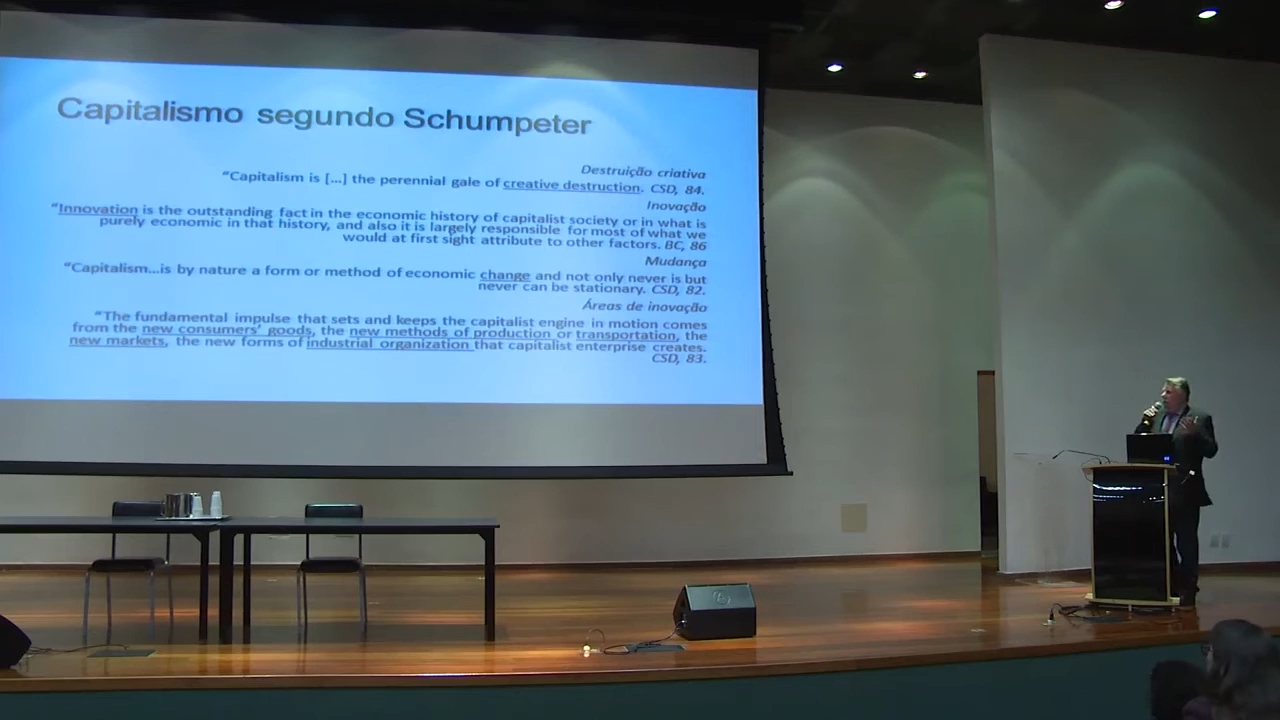 Capitalismo segundo Schumpeter
Destruição criativa
“Capitalism is [...] the perennial gale of creative destruction. CSD, 84.
Inovação
“Innovation is the outstanding fact in the economic history of capitalist society or in what is
purely economic in that history, and also it is largely responsible for most of what we
would at first sight attribute to other factors. BC, 86
Mudança
“Capitalism...is by nature a form or method of economic change and not only never is but
never can be stationary. CSD, 82.
Áreas de inovação
“The fundamental impulse that sets and keeps the capitalist engine in motion comes
from the new consumers’ goods, the new methods of production or transportation, the
new markets, the new forms of industrial organization that capitalist enterprise creates.
CSD, 83.